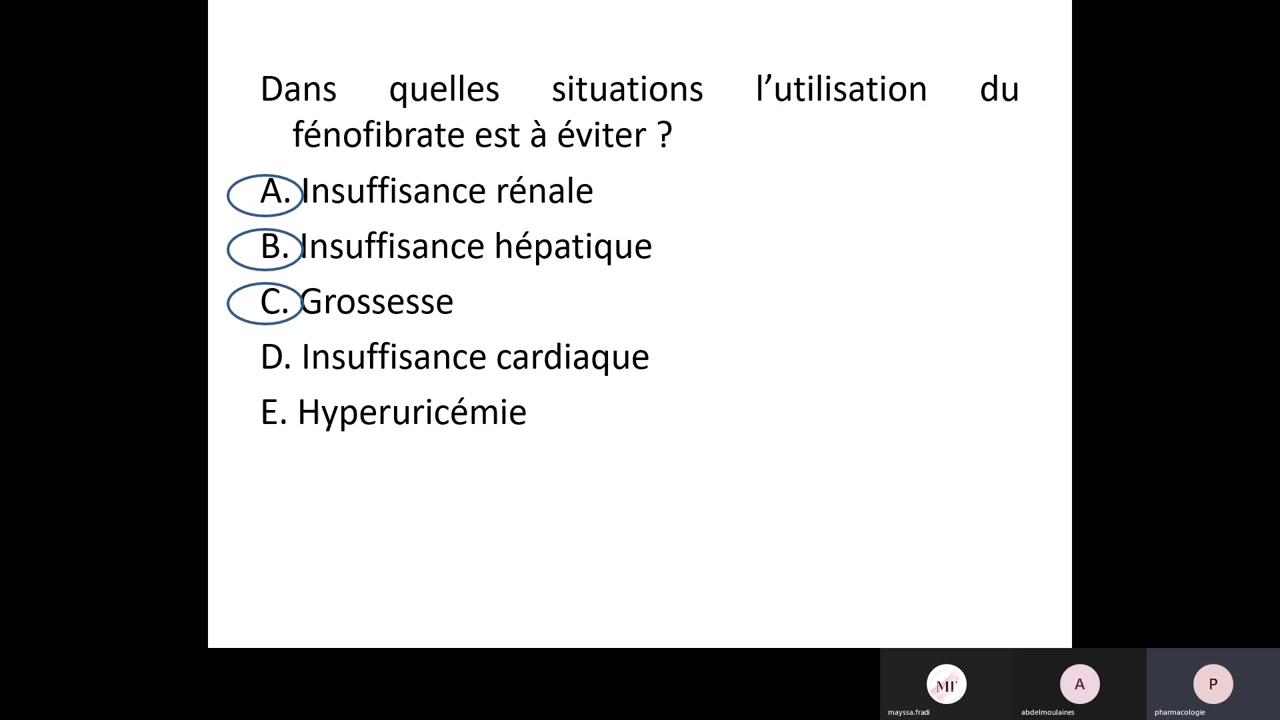 Dans quelles situations l’utilisation du
fénofibrate est à éviter ?
A. Insuffisance rénale
B. Insuffisance hépatique
C. Grossesse
D. Insuffisance cardiaque
E. Hyperuricémie
MF A P
mayssa.fradi abdelmoulaines pharmacologie